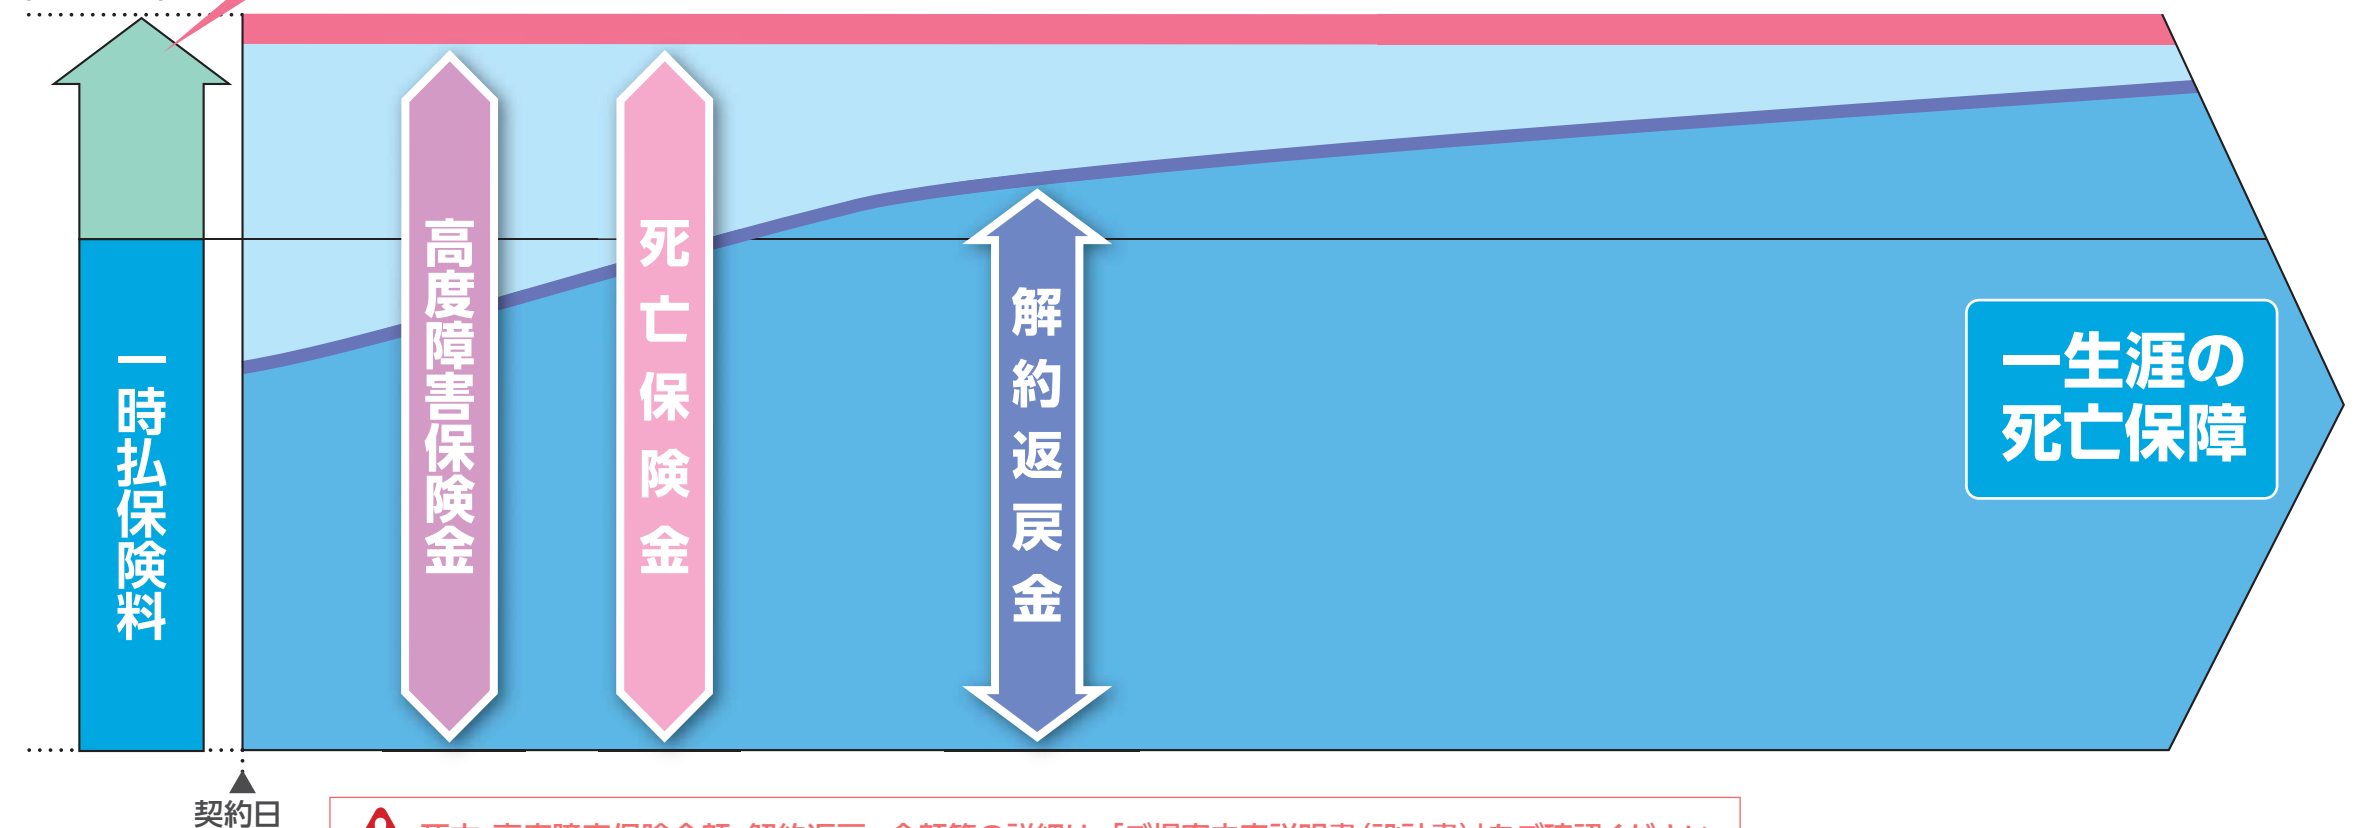 一時払保険料
高度障害保険金
死亡保険金
解約返戻金
一生涯の
死亡保障
契約日